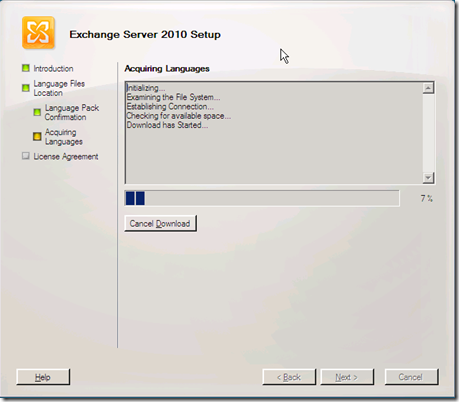 Exchange Server 2010 Setup
Introduction
Language Files
Location
Language Pack
Confirmation
Acquiring
Languages
License Agreement
Acquiring Languages
Initializing...
Examining the File System...
Establishing Connection...
Checking for available space...
Download has Started...
7 %
Cancel Download
Help
< Back
Next >
Cancel